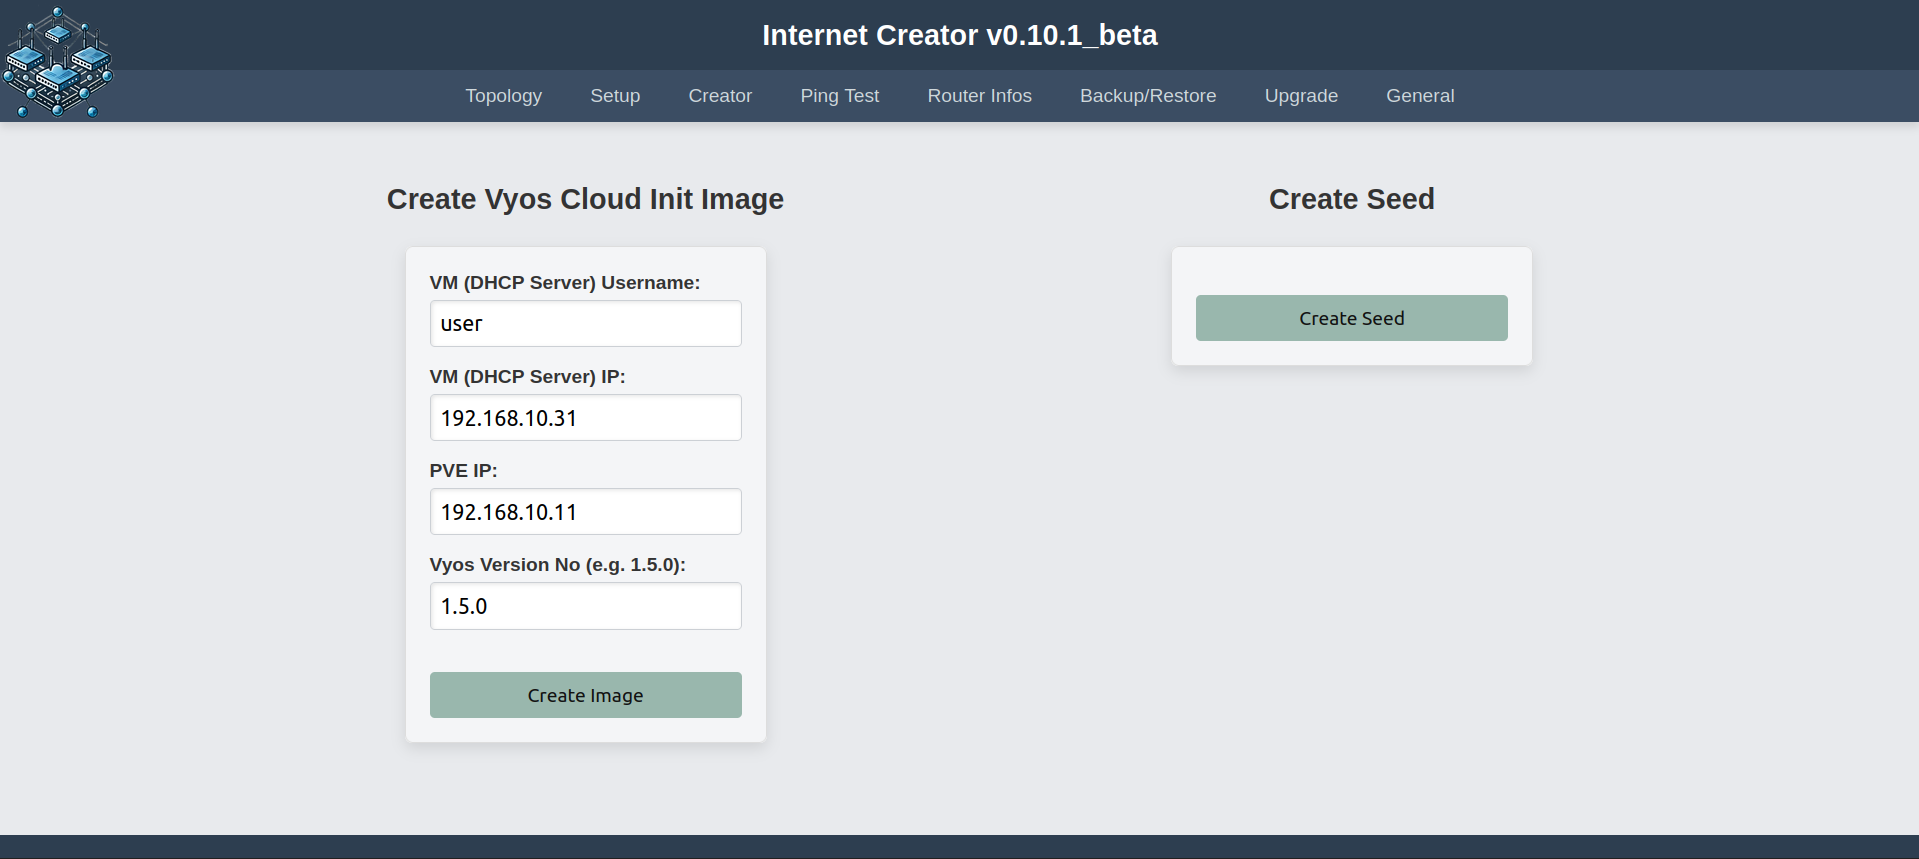 Internet Creator v0.10.1_beta
Topology Setup Creator Ping Test Router Infos Backup/Restore Upgrade General
Create Vyos Cloud Init Image
VM (DHCP Server) Username:
user
VM (DHCP Server) IP:
192.168.10.31
PVE IP:
192.168.10.11
Vyos Version No (e.g. 1.5.0):
1.5.0
Create Image
Create Seed
Create Seed